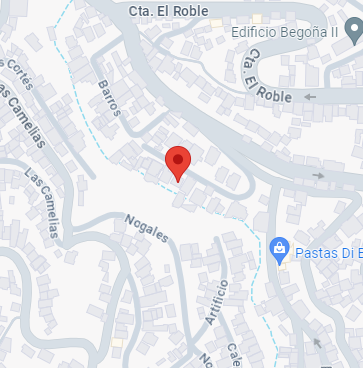 Cta. El Roble
Edificio Begoña II
Cta. El Roble
s Cortés
Barros
as Camelias
Las Camelias
Nogales
Pastas Di
Artificio
No
Cale